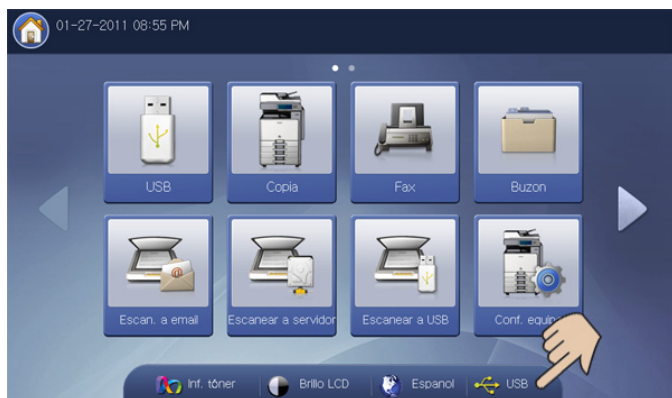 01-27-2011 08:55 PM
USB
Copia
Fax
Buzon
Escan. a email
Escanear a servidor
Escanear a USB
Conf. equip
Inf. tóner
Brillo LCD
Espanol
USB